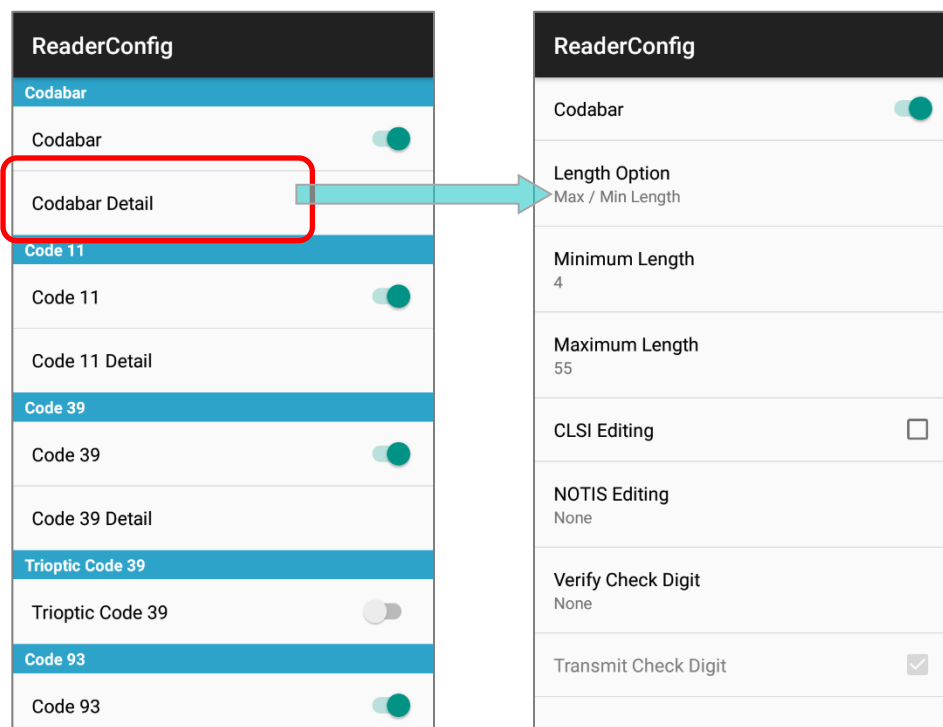 ReaderConfig
Codabar
Codabar
Codabar Detail
Code 11
Code 11
Code 11 Detail
Code 39
Code 39
Code 39 Detail
Trioptic Code 39
Trioptic Code 39
Code 93
Code 93
ReaderConfig
Codabar
Length Option
Max / Min Length
Minimum Length
4
Maximum Length
55
CLSI Editing
NOTIS Editing
None
Verify Check Digit
None
Transmit Check Digit